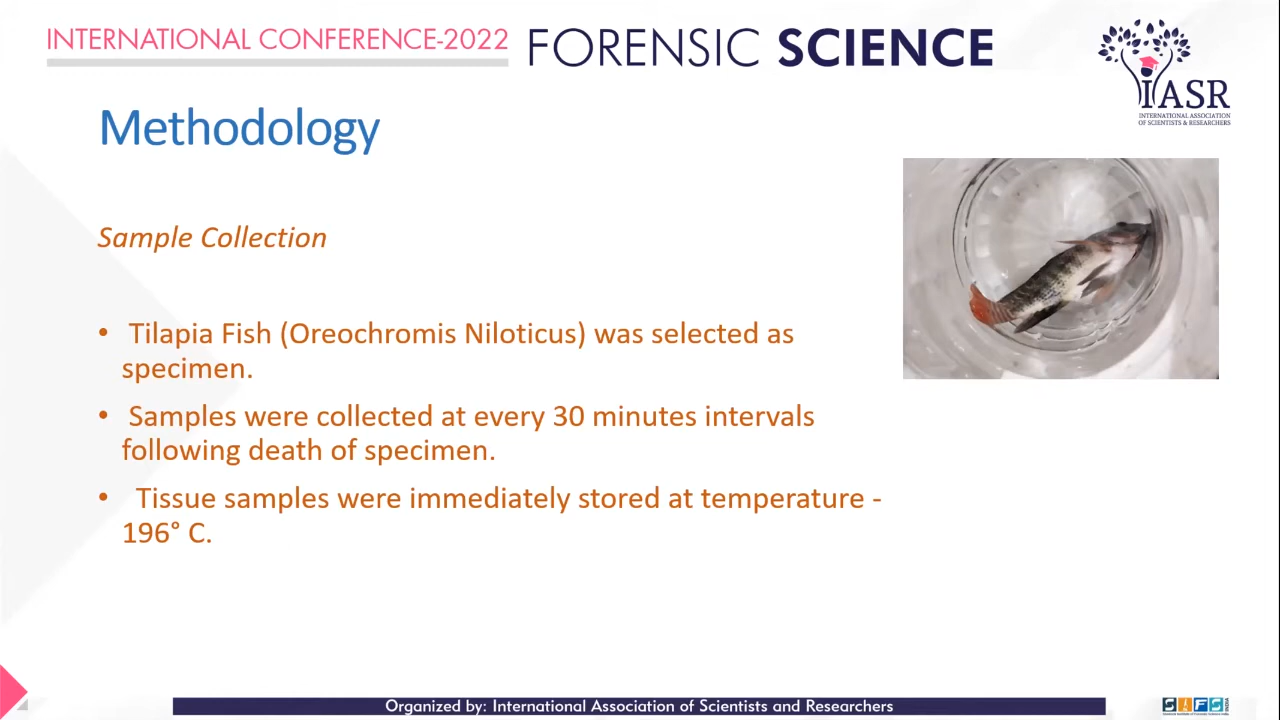 INTERNATIONAL CONFERENCE-2022 FORENSIC SCIENCE
IASR
INTERNATIONAL ASSOCIATION
OF SCIENTISTS & RESEARCHERS
Methodology
Sample Collection
• Tilapia Fish (Oreochromis Niloticus) was selected as
specimen.
• Samples were collected at every 30 minutes intervals
following death of specimen.
• Tissue samples were immediately stored at temperature -
196° C.
Organized by: International Association of Scientists and Researchers
SIFS
INDIA